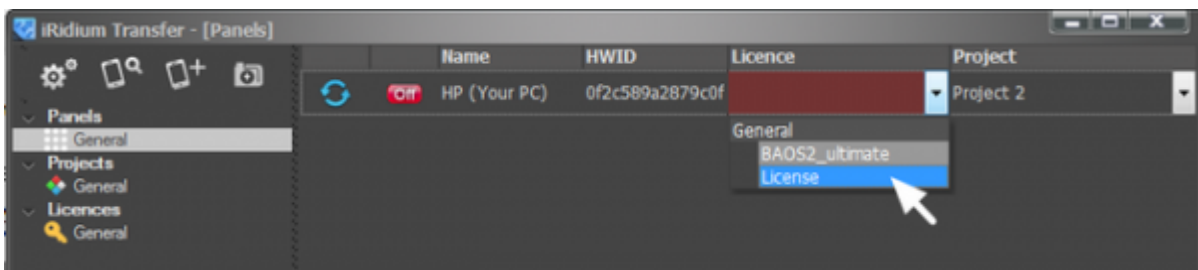 iRidium Transfer - [Panels]
Name HWID Licence Project
Off HP (Your PC) 0f2c589a2879c0f Project 2
Panels
General
Projects
General
Licences
General
General
BAOS2_ultimate
License